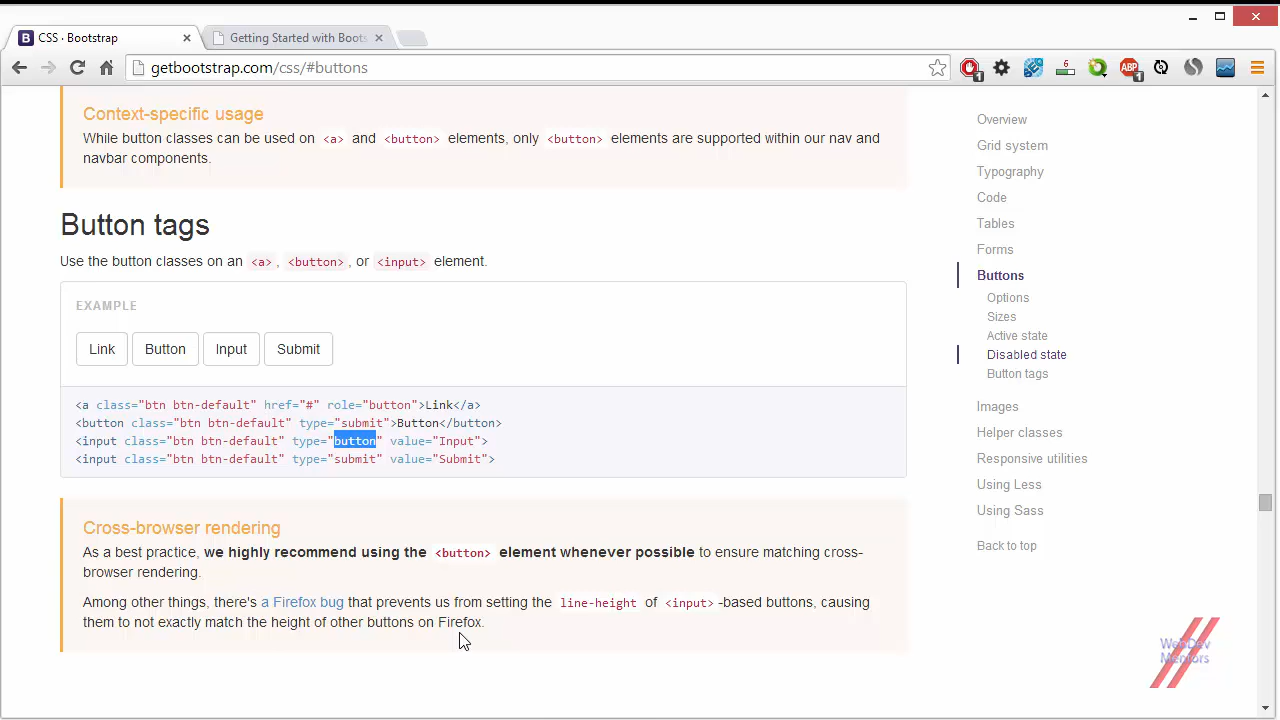 CSS · Bootstrap
Getting Started with Boots
getbootstrap.com/css/#buttons
1
6
ABP
1
Context-specific usage
While button classes can be used on <a> and <button> elements, only <button> elements are supported within our nav and
navbar components.
Button tags
Use the button classes on an <a>, <button>, or <input> element.
EXAMPLE
Link Button Input Submit
<a class="btn btn-default" href="#" role="button">Link</a>
<button class="btn btn-default" type="submit">Button</button>
<input class="btn btn-default" type="button" value="Input">
<input class="btn btn-default" type="submit" value="Submit">
Cross-browser rendering
As a best practice, we highly recommend using the <button> element whenever possible to ensure matching cross-
browser rendering.
Among other things, there's a Firefox bug that prevents us from setting the line-height of <input>-based buttons, causing
them to not exactly match the height of other buttons on Firefox.
Overview
Grid system
Typography
Code
Tables
Forms
Buttons
Options
Sizes
Active state
Disabled state
Button tags
Images
Helper classes
Responsive utilities
Using Less
Using Sass
Back to top
WebDev
Mentors